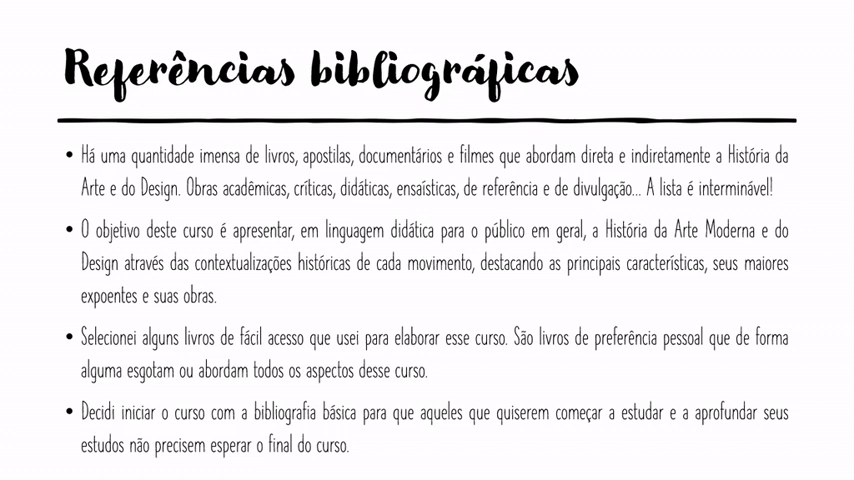 Referências bibliográficas
• Há uma quantidade imensa de livros, apostilas, documentários e filmes que abordam direta e indiretamente a História da
Arte e do Design. Obras acadêmicas, críticas, didáticas, ensaísticas, de referência e de divulgação... A lista é interminável!
• O objetivo deste curso é apresentar, em linguagem didática para o público em geral, a História da Arte Moderna e do
Design através das contextualizações históricas de cada movimento, destacando as principais características, seus maiores
expoentes e suas obras.
• Selecionei alguns livros de fácil acesso que usei para elaborar esse curso. São livros de preferência pessoal que de forma
alguma esgotam ou abordam todos os aspectos desse curso.
• Decidi iniciar o curso com a bibliografia básica para que aqueles que quiserem começar a estudar e a aprofundar seus
estudos não precisem esperar o final do curso.